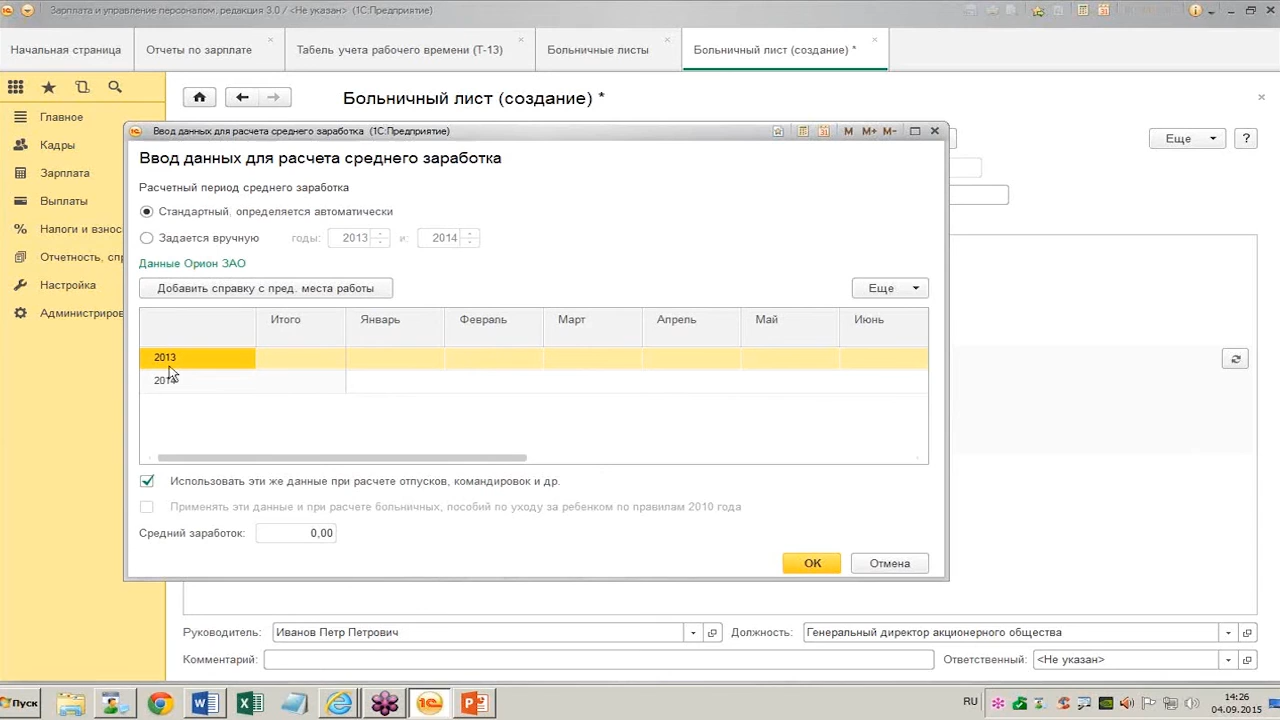 Зарплата и управление персоналом, редакция 3.0 / <Не указан> (1С:Предприятие)
Начальная страница
Отчеты по зарплате
Табель учета рабочего времени (Т-13)
Больничные листы
Больничный лист (создание) *
Больничный лист (создание) *
Главное
Кадры
Зарплата
Выплаты
Налоги и взнос
Отчетность, спр
Настройка
Администриров
Еще
?
Ввод данных для расчета среднего заработка (1С:Предприятие)
M M+ M-
Ввод данных для расчета среднего заработка
Расчетный период среднего заработка
Стандартный, определяется автоматически
Задается вручную годы: 2013 и: 2014
Данные Орион ЗАО
Добавить справку с пред. места работы
Еще
Итого Январь Февраль Март Апрель Май Июнь
2013
2014
Использовать эти же данные при расчете отпусков, командировок и др.
Применять эти данные и при расчете больничных, пособий по уходу за ребенком по правилам 2010 года
Средний заработок: 0,00
ОК
Отмена
Руководитель: Иванов Петр Петрович Должность: Генеральный директор акционерного общества
Комментарий: Ответственный: <Не указан>
Пуск
RU
14:26
04.09.2015